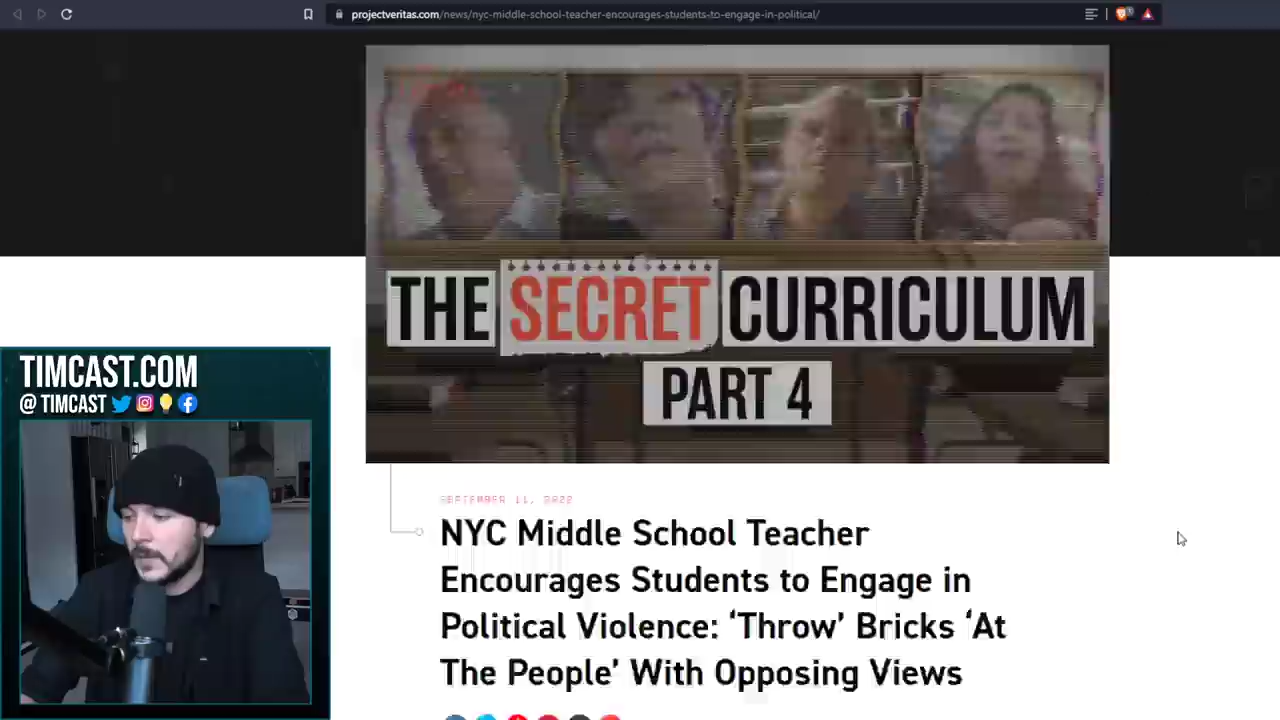 projectveritas.com/news/nyc-middle-school-teacher-encourages-students-to-engage-in-political/
THE SECRET CURRICULUM
PART 4
TIMCAST.COM
@ TIMCAST
SEPTEMBER 11, 2022
NYC Middle School Teacher
Encourages Students to Engage in
Political Violence: ‘Throw’ Bricks ‘At
The People’ With Opposing Views